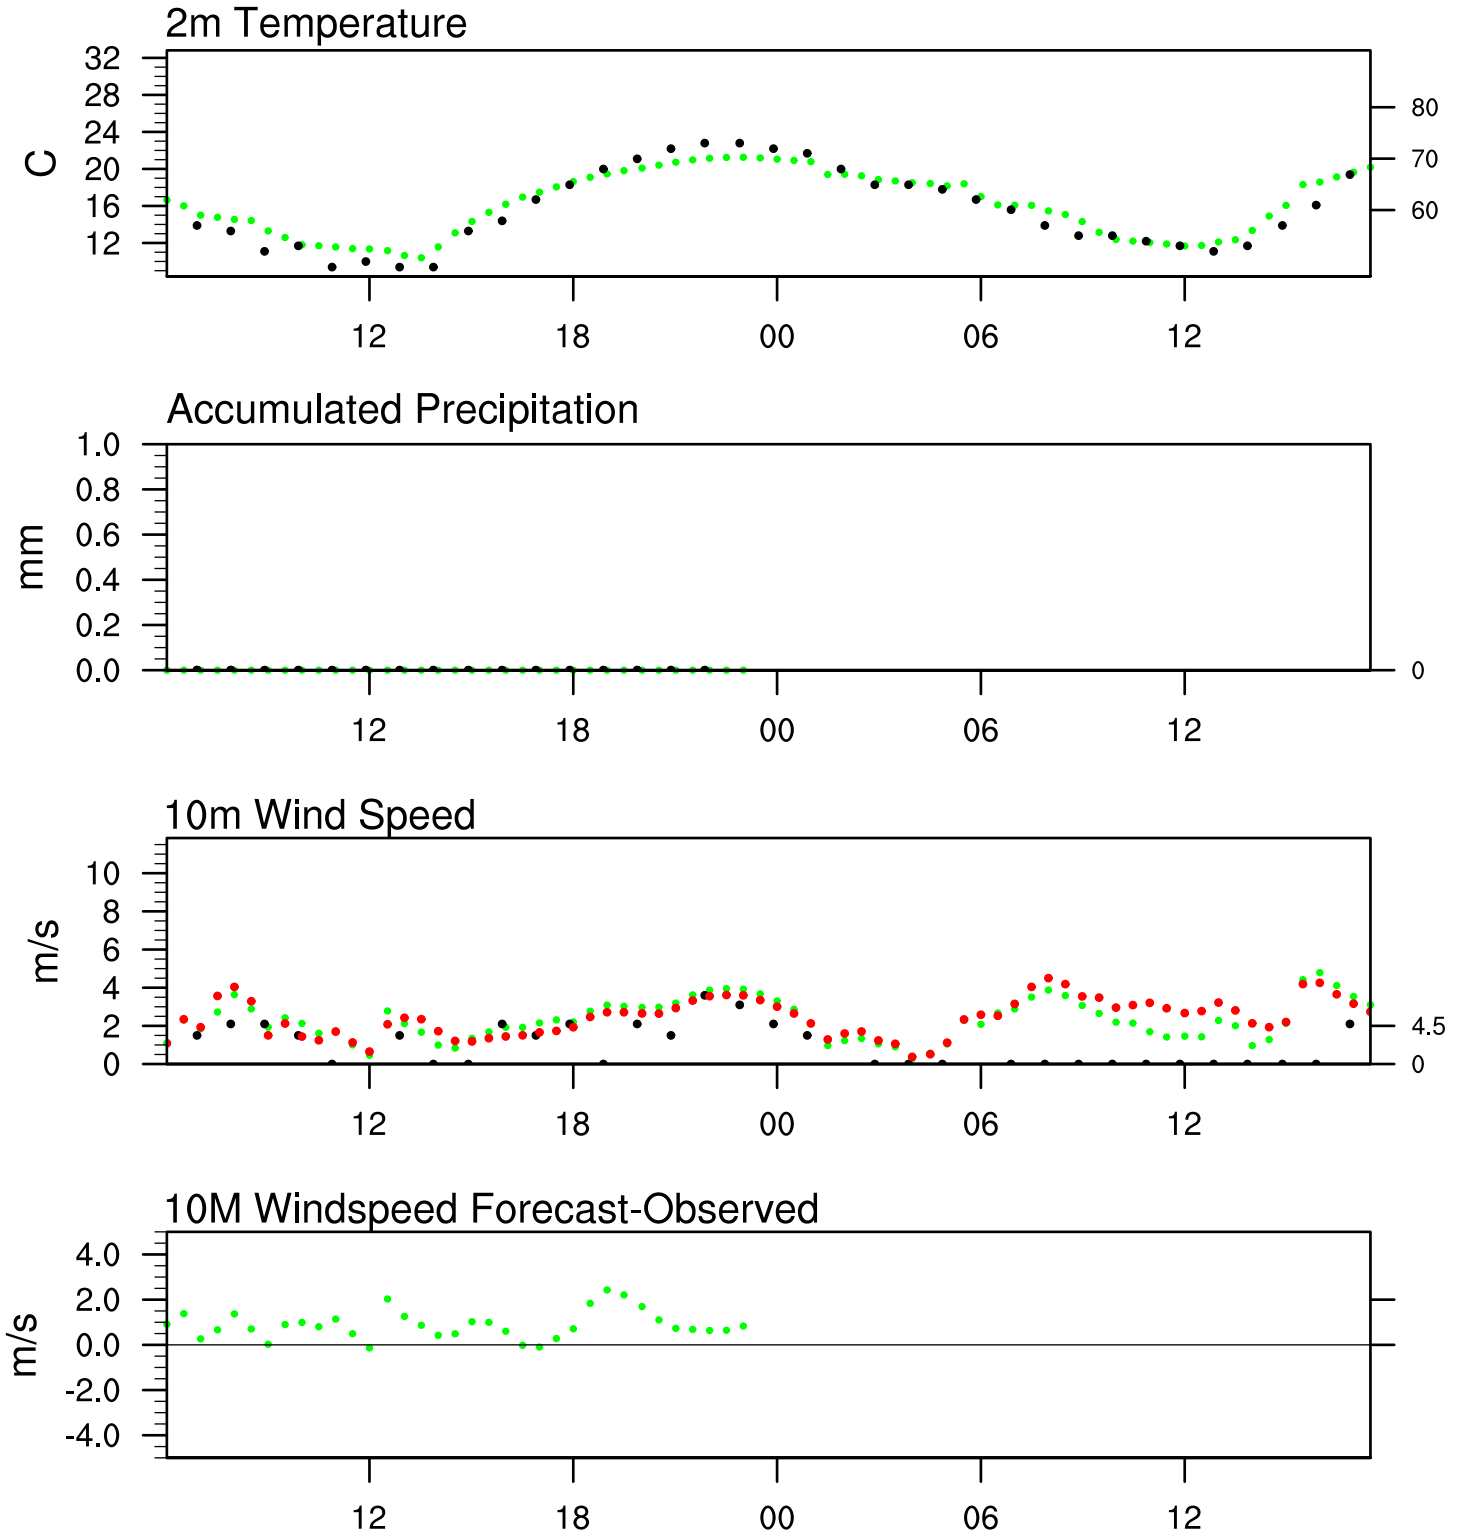 2m Temperature
32
28
24
20
16
12
C
80
70
60
12 18 00 06 12
Accumulated Precipitation
1.0
0.8
0.6
0.4
0.2
0.0
mm
0
12 18 00 06 12
10m Wind Speed
10
8
6
4
2
0
m/s
4.5
0
12 18 00 06 12
10M Windspeed Forecast-Observed
4.0
2.0
0.0
-2.0
-4.0
m/s
12 18 00 06 12